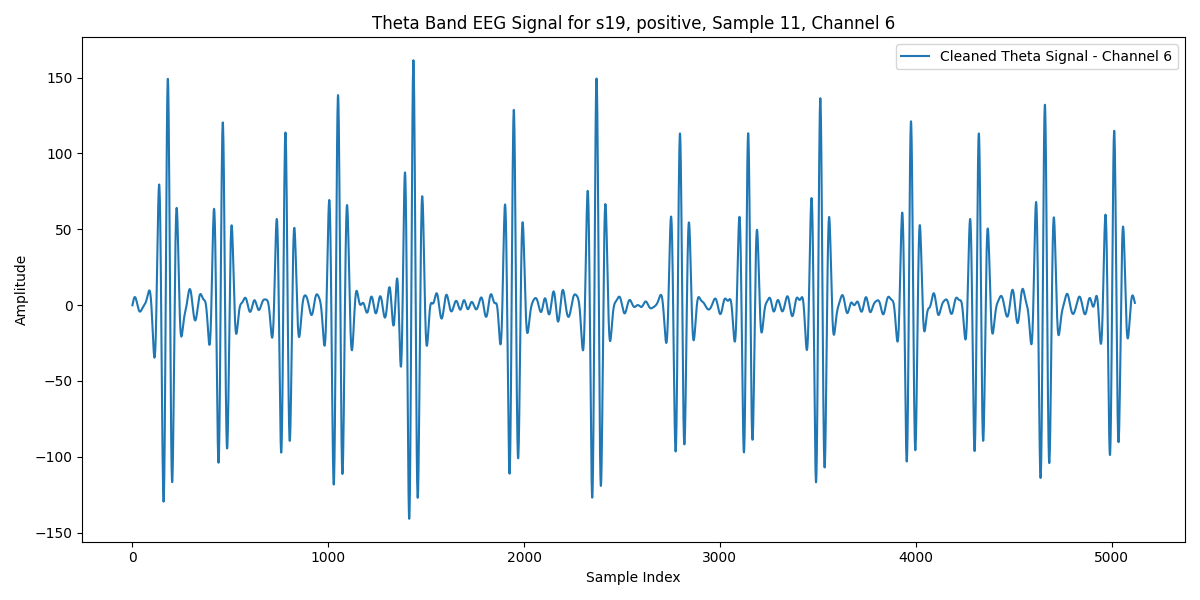 Theta Band EEG Signal for s19, positive, Sample 11, Channel 6
Cleaned Theta Signal - Channel 6
Amplitude
150
100
50
0
−50
−100
−150
0 1000 2000 3000 4000 5000
Sample Index